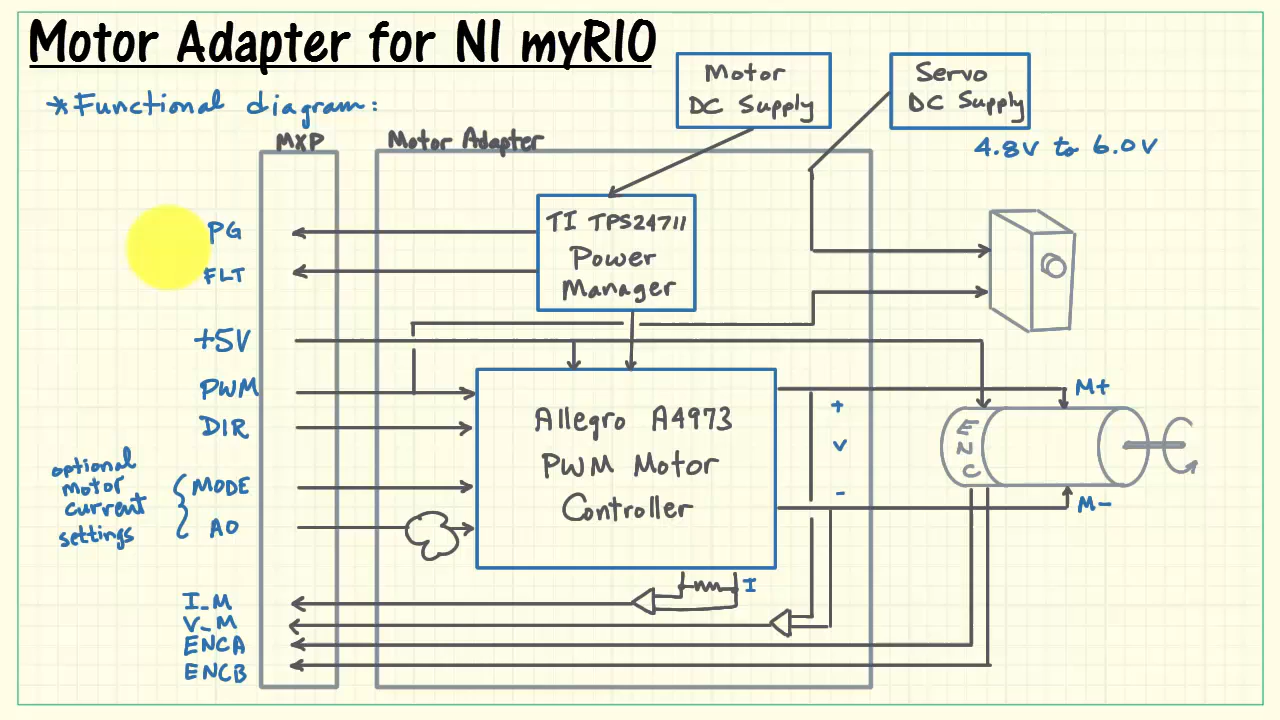 Motor Adapter for NI myRIO
*Functional diagram:
Motor
DC Supply
Servo
DC Supply
4.8V to 6.0V
MXP
Motor Adapter
PG
FLT
TI TPS24711
Power
Manager
+5V
PWM
DIR
optional
motor
current
settings
MODE
AO
Allegro A4973
PWM Motor
Controller
+
V
-
M+
M-
ENC
I
I_M
V_M
ENCA
ENCB